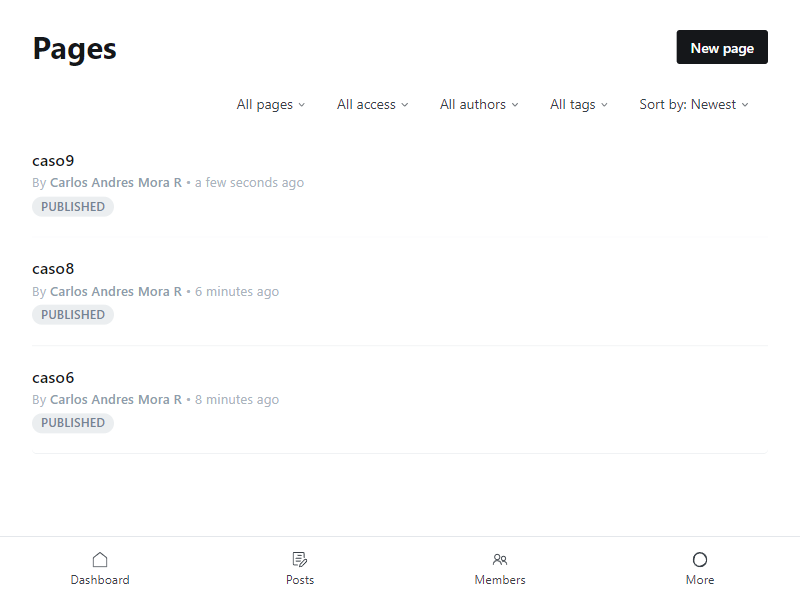 Pages
New page
All pages
All access
All authors
All tags
Sort by: Newest
caso9
By Carlos Andres Mora R • a few seconds ago
PUBLISHED
caso8
By Carlos Andres Mora R • 6 minutes ago
PUBLISHED
caso6
By Carlos Andres Mora R • 8 minutes ago
PUBLISHED
Dashboard
Posts
Members
More